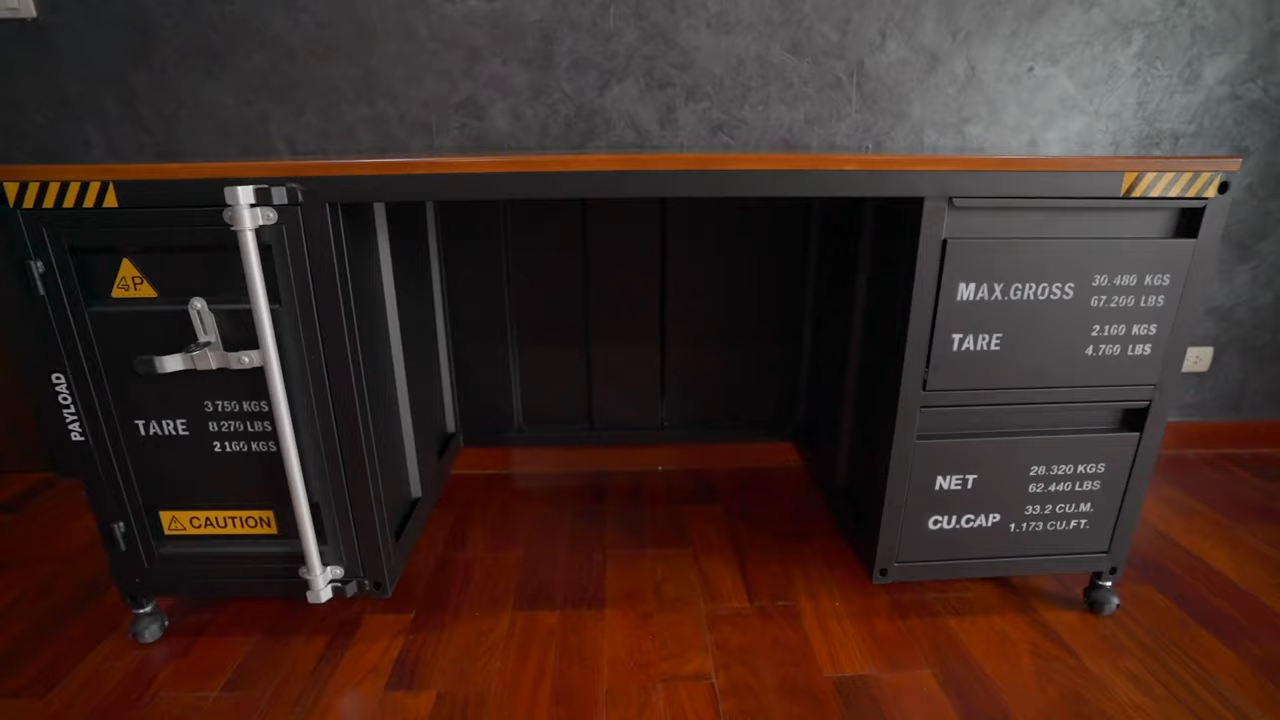 4P
PAYLOAD
TARE
3 750 KGS
8 270 LBS
2 160 KGS
CAUTION
MAX.GROSS
30.480 KGS
67.200 LBS
TARE
2.160 KGS
4.760 LBS
NET
28.320 KGS
62.440 LBS
CU.CAP
33.2 CU.M.
1.173 CU.FT.